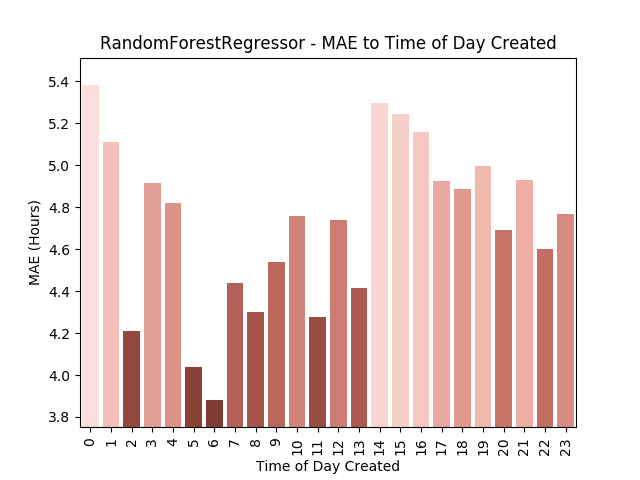 RandomForestRegressor - MAE to Time of Day Created
MAE (Hours)
5.4
5.2
5.0
4.8
4.6
4.4
4.2
4.0
3.8
0 1 2 3 4 5 6 7 8 9 10 11 12 13 14 15 16 17 18 19 20 21 22 23
Time of Day Created